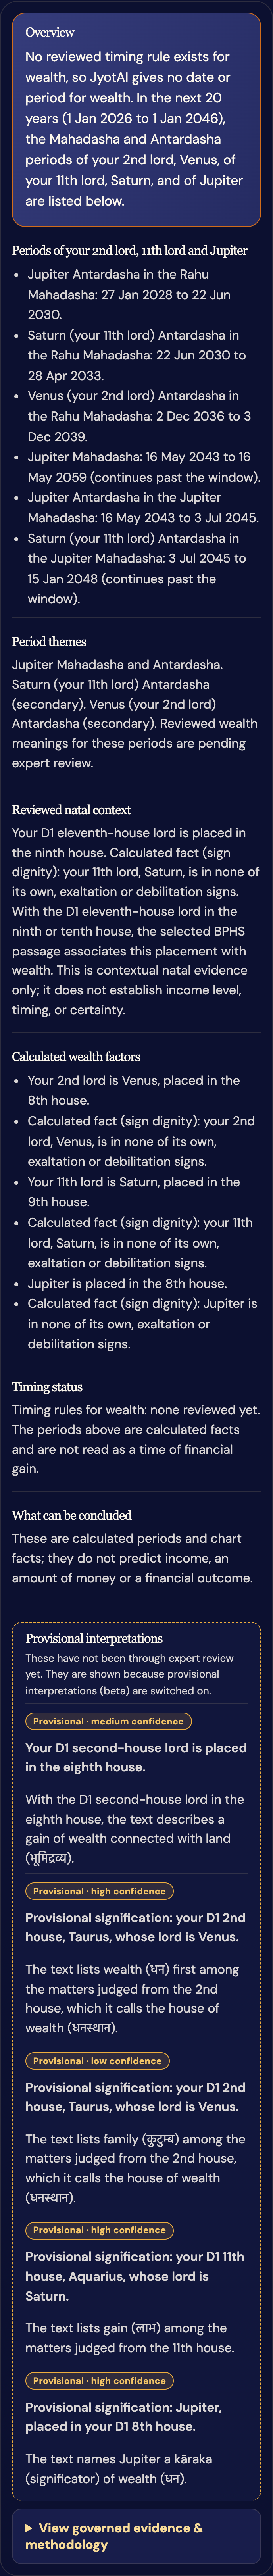 Overview
No reviewed timing rule exists for
wealth, so JyotAI gives no date or
period for wealth. In the next 20
years (1 Jan 2026 to 1 Jan 2046),
the Mahadasha and Antardasha
periods of your 2nd lord, Venus, of
your 11th lord, Saturn, and of Jupiter
are listed below.
Periods of your 2nd lord, 11th lord and Jupiter
• Jupiter Antardasha in the Rahu
Mahadasha: 27 Jan 2028 to 22 Jun
2030.
• Saturn (your 11th lord) Antardasha in
the Rahu Mahadasha: 22 Jun 2030 to
28 Apr 2033.
• Venus (your 2nd lord) Antardasha in
the Rahu Mahadasha: 2 Dec 2036 to 3
Dec 2039.
• Jupiter Mahadasha: 16 May 2043 to 16
May 2059 (continues past the window).
• Jupiter Antardasha in the Jupiter
Mahadasha: 16 May 2043 to 3 Jul 2045.
• Saturn (your 11th lord) Antardasha in
the Jupiter Mahadasha: 3 Jul 2045 to
15 Jan 2048 (continues past the
window).
Period themes
Jupiter Mahadasha and Antardasha.
Saturn (your 11th lord) Antardasha
(secondary). Venus (your 2nd lord)
Antardasha (secondary). Reviewed wealth
meanings for these periods are pending
expert review.
Reviewed natal context
Your D1 eleventh-house lord is placed in
the ninth house. Calculated fact (sign
dignity): your 11th lord, Saturn, is in none of
its own, exaltation or debilitation signs.
With the D1 eleventh-house lord in the
ninth or tenth house, the selected BPHS
passage associates this placement with
wealth. This is contextual natal evidence
only; it does not establish income level,
timing, or certainty.
Calculated wealth factors
• Your 2nd lord is Venus, placed in the
8th house.
• Calculated fact (sign dignity): your 2nd
lord, Venus, is in none of its own,
exaltation or debilitation signs.
• Your 11th lord is Saturn, placed in the
9th house.
• Calculated fact (sign dignity): your 11th
lord, Saturn, is in none of its own,
exaltation or debilitation signs.
• Jupiter is placed in the 8th house.
• Calculated fact (sign dignity): Jupiter is
in none of its own, exaltation or
debilitation signs.
Timing status
Timing rules for wealth: none reviewed yet.
The periods above are calculated facts
and are not read as a time of financial
gain.
What can be concluded
These are calculated periods and chart
facts; they do not predict income, an
amount of money or a financial outcome.
Provisional interpretations
These have not been through expert review
yet. They are shown because provisional
interpretations (beta) are switched on.
Provisional · medium confidence
Your D1 second-house lord is placed
in the eighth house.
With the D1 second-house lord in the
eighth house, the text describes a
gain of wealth connected with land
(भूमिद्रव्य).
Provisional · high confidence
Provisional signification: your D1 2nd
house, Taurus, whose lord is Venus.
The text lists wealth (धन) first among
the matters judged from the 2nd
house, which it calls the house of
wealth (धनस्थान).
Provisional · low confidence
Provisional signification: your D1 2nd
house, Taurus, whose lord is Venus.
The text lists family (कुटुम्ब) among the
matters judged from the 2nd house,
which it calls the house of wealth
(धनस्थान).
Provisional · high confidence
Provisional signification: your D1 11th
house, Aquarius, whose lord is
Saturn.
The text lists gain (लाभ) among the
matters judged from the 11th house.
Provisional · high confidence
Provisional signification: Jupiter,
placed in your D1 8th house.
The text names Jupiter a kāraka
(significator) of wealth (धन).
▶ View governed evidence &
methodology